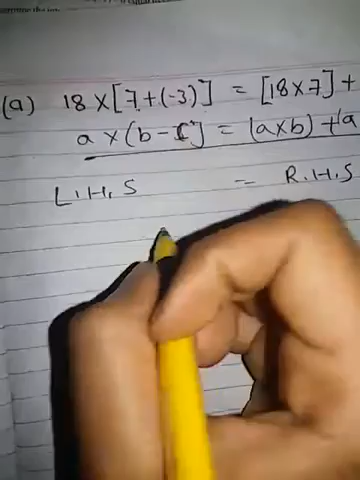 (a) 18 × [7 + (-3)] = [18 × 7] +
a × (b - c] = (a × b) + (a
L.H.S = R.H.S